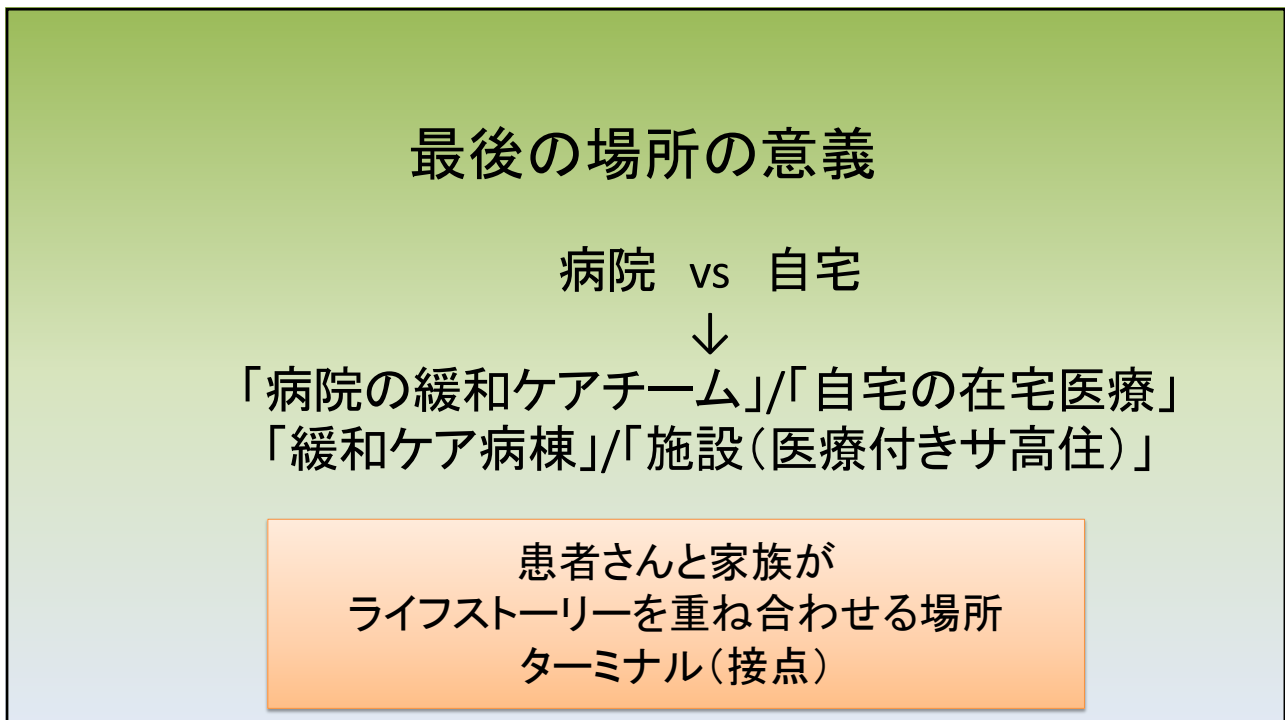 最後の場所の意義
病院 vs 自宅
↓
「病院の緩和ケアチーム」/「自宅の在宅医療」
「緩和ケア病棟」/「施設（医療付きサ高住）」
患者さんと家族が
ライフストーリーを重ね合わせる場所
ターミナル（接点）